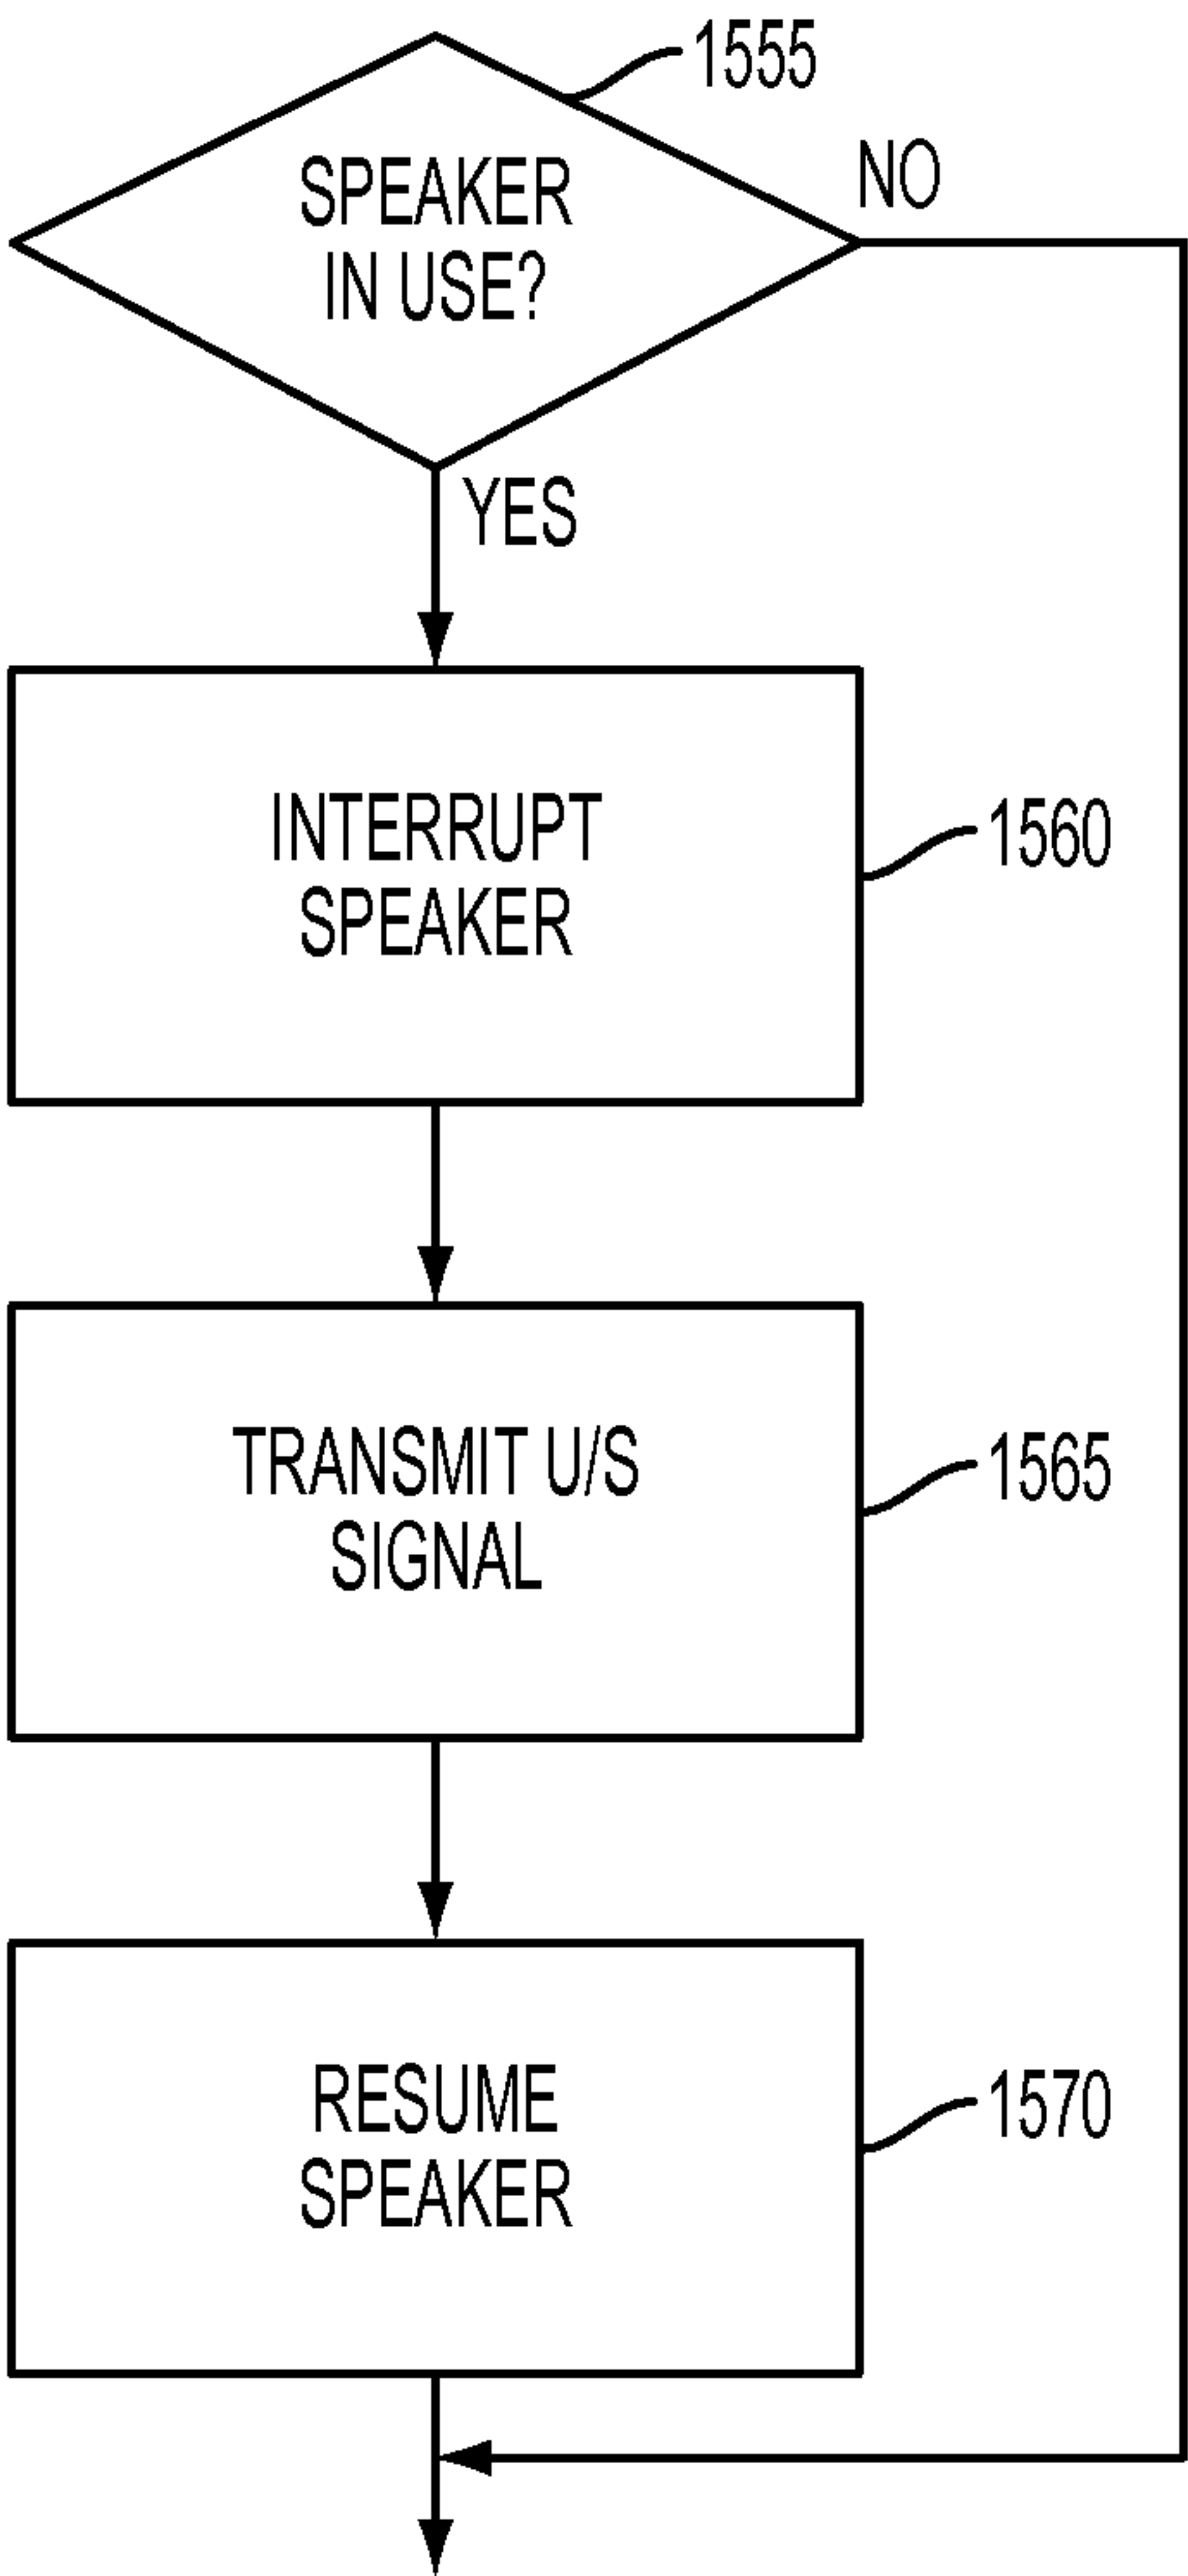 1555
NO
SPEAKER
IN USE?
YES
INTERRUPT
SPEAKER
1560
TRANSMIT U/S
SIGNAL
1565
RESUME
SPEAKER
1570